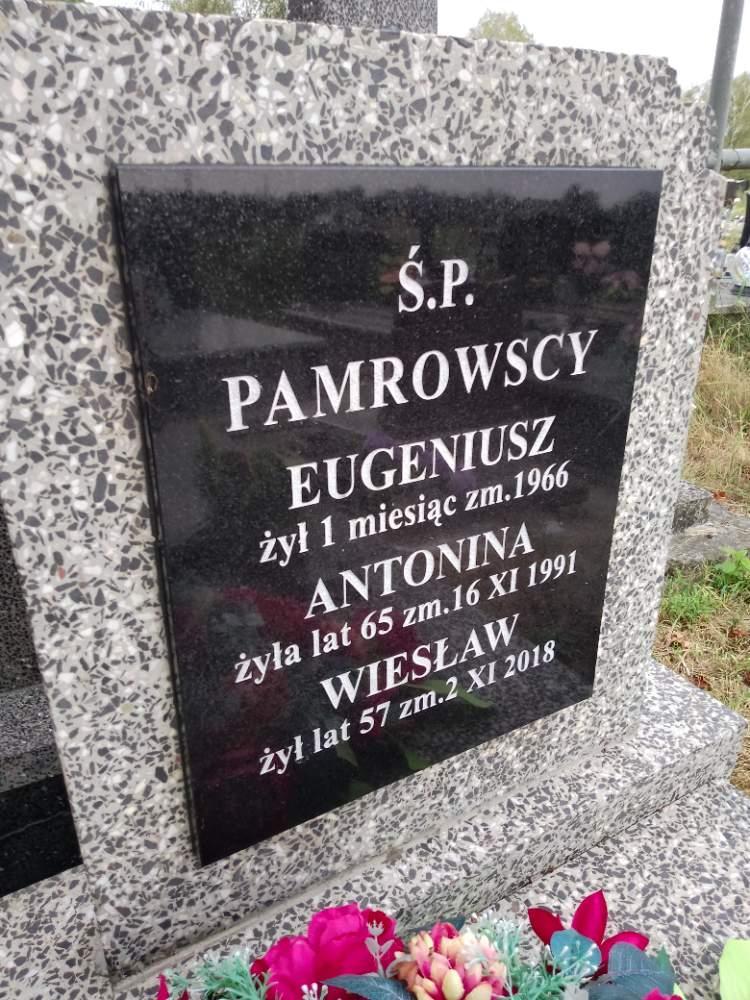 Ś.P.
PAMROWSCY
EUGENIUSZ
żył 1 miesiąc zm.1966
ANTONINA
żyła lat 65 zm.16 XI 1991
WIESŁAW
żył lat 57 zm.2 XI 2018